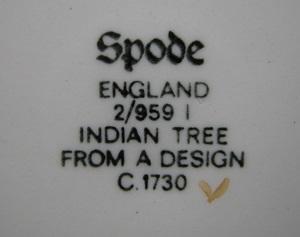 Spode
ENGLAND
2/959 I
INDIAN TREE
FROM A DESIGN
C.1730